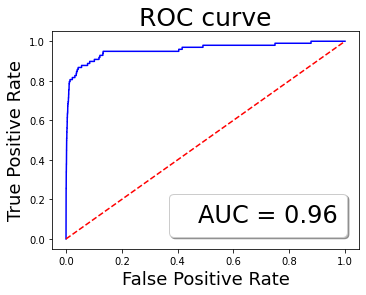 ROC curve
1.0
0.8
0.6
0.4
0.2
0.0
True Positive Rate
AUC = 0.96
0.0 0.2 0.4 0.6 0.8 1.0
False Positive Rate